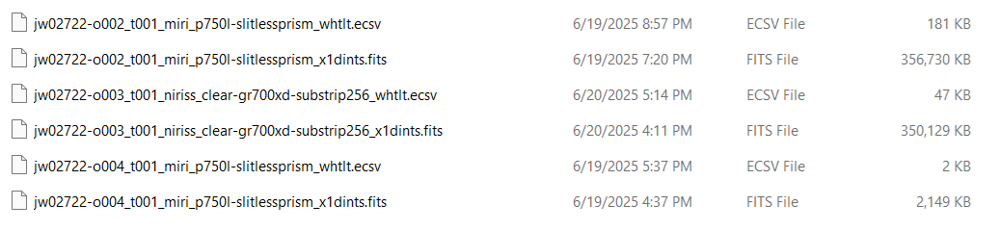 jw02722-o002_t001_miri_p750l-slitlessprism_whtlt.ecsv 6/19/2025 8:57 PM ECSV File 181 KB
jw02722-o002_t001_miri_p750l-slitlessprism_x1dints.fits 6/19/2025 7:20 PM FITS File 356,730 KB
jw02722-o003_t001_niriss_clear-gr700xd-substrip256_whtlt.ecsv 6/20/2025 5:14 PM ECSV File 47 KB
jw02722-o003_t001_niriss_clear-gr700xd-substrip256_x1dints.fits 6/20/2025 4:11 PM FITS File 350,129 KB
jw02722-o004_t001_miri_p750l-slitlessprism_whtlt.ecsv 6/19/2025 5:37 PM ECSV File 2 KB
jw02722-o004_t001_miri_p750l-slitlessprism_x1dints.fits 6/19/2025 4:37 PM FITS File 2,149 KB